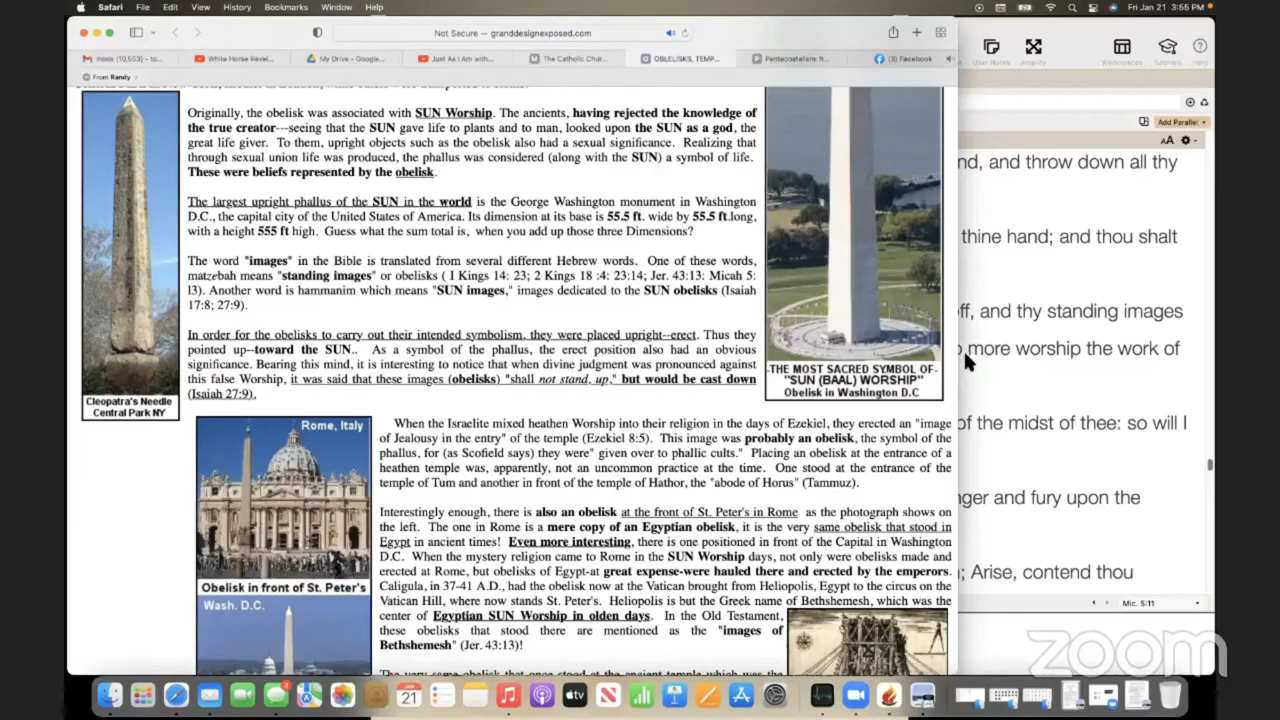 Safari File Edit View History Bookmarks Window Help
Fri Jan 21 3:55 PM
Not Secure — granddesignexposed.com
Inbox (10,553) — to...
White Horse Revel...
My Drive – Google...
Just As I Am with...
The Catholic Char...
OBLELISKS, TEMP...
Pentecostalism: It...
(3) Facebook
From Randy
User Notes
Amplify
Workspaces
Tutorials
Help
Add Parallel
Originally, the obelisk was associated with SUN Worship. The ancients, having rejected the knowledge of
the true creator---seeing that the SUN gave life to plants and to man, looked upon the SUN as a god, the
great life giver. To them, upright objects such as the obelisk also had a sexual significance. Realizing that
through sexual union life was produced, the phallus was considered (along with the SUN) a symbol of life.
These were beliefs represented by the obelisk.
The largest upright phallus of the SUN in the world is the George Washington monument in Washington
D.C., the capital city of the United States of America. Its dimension at its base is 55.5 ft. wide by 55.5 ft.long,
with a height 555 ft high. Guess what the sum total is, when you add up those three Dimensions?
The word "images" in the Bible is translated from several different Hebrew words. One of these words,
matzebah means "standing images" or obelisks ( I Kings 14: 23; 2 Kings 18 :4: 23:14; Jer. 43:13: Micah 5:
l3). Another word is hammanim which means "SUN images," images dedicated to the SUN obelisks (Isaiah
17:8; 27:9).
In order for the obelisks to carry out their intended symbolism, they were placed upright--erect. Thus they
pointed up--toward the SUN.. As a symbol of the phallus, the erect position also had an obvious
significance. Bearing this mind, it is interesting to notice that when divine judgment was pronounced against
this false Worship, it was said that these images (obelisks) "shall not stand, up," but would be cast down
(Isaiah 27:9).
Cleopatra's Needle
Central Park NY
-THE MOST SACRED SYMBOL OF-
"SUN (BAAL) WORSHIP"
Obelisk in Washington D.C
Rome, Italy
Obelisk in front of St. Peter's
Wash. D.C.
When the Israelite mixed heathen Worship into their religion in the days of Ezekiel, they erected an "image
of Jealousy in the entry" of the temple (Ezekiel 8:5). This image was probably an obelisk, the symbol of the
phallus, for (as Scofield says) they were" given over to phallic cults." Placing an obelisk at the entrance of a
heathen temple was, apparently, not an uncommon practice at the time. One stood at the entrance of the
temple of Tum and another in front of the temple of Hathor, the "abode of Horus" (Tammuz).
Interestingly enough, there is also an obelisk at the front of St. Peter's in Rome as the photograph shows on
the left. The one in Rome is a mere copy of an Egyptian obelisk, it is the very same obelisk that stood in
Egypt in ancient times! Even more interesting, there is one positioned in front of the Capital in Washington
D.C. When the mystery religion came to Rome in the SUN Worship days, not only were obelisks made and
erected at Rome, but obelisks of Egypt-at great expense-were hauled there and erected by the emperors.
Caligula, in 37-41 A.D., had the obelisk now at the Vatican brought from Heliopolis, Egypt to the circus on the
Vatican Hill, where now stands St. Peter's. Heliopolis is but the Greek name of Bethshemesh, which was the
center of Egyptian SUN Worship in olden days. In the Old Testament,
these obelisks that stood there are mentioned as the "images of
Bethshemesh" (Jer. 43:13)!
nd, and throw down all thy
thine hand; and thou shalt
off, and thy standing images
more worship the work of
of the midst of thee: so will I
nger and fury upon the
; Arise, contend thou
Mic. 5:11
zoom